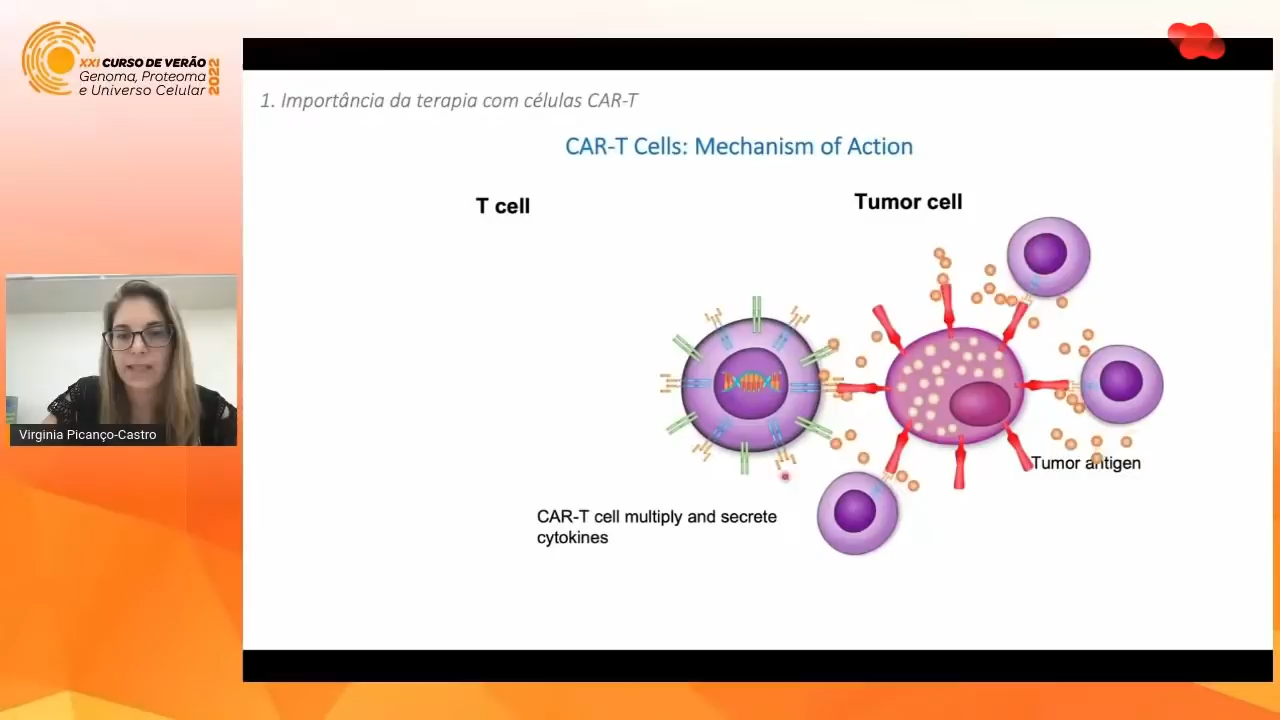 XXI CURSO DE VERÃO
Genoma, Proteoma
e Universo Celular
2022
1. Importância da terapia com células CAR-T
CAR-T Cells: Mechanism of Action
T cell
Tumor cell
Tumor antigen
CAR-T cell multiply and secrete
cytokines
Virginia Picanço-Castro